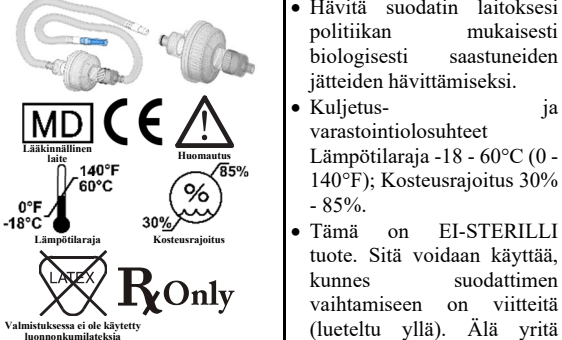 MD CE
Lääkinnällinen
laite
Huomautus
140°F
60°C
0°F
-18°C
Lämpötilaraja
85%
%
30%
Kosteusrajoitus
LATEX
Rx Only
Valmistuksessa ei ole käytetty
luonnonkumilateksia
• Hävitä suodatin laitoksesi
politiikan mukaisesti
biologisesti saastuneiden
jätteiden hävittämiseksi.
• Kuljetus- ja
varastointiolosuhteet
Lämpötilaraja -18 - 60°C (0 -
140°F); Kosteusrajoitus 30%
- 85%.
• Tämä on EI-STERILLI
tuote. Sitä voidaan käyttää,
kunnes suodattimen
vaihtamiseen on viitteitä
(lueteltu yllä). Älä yritä